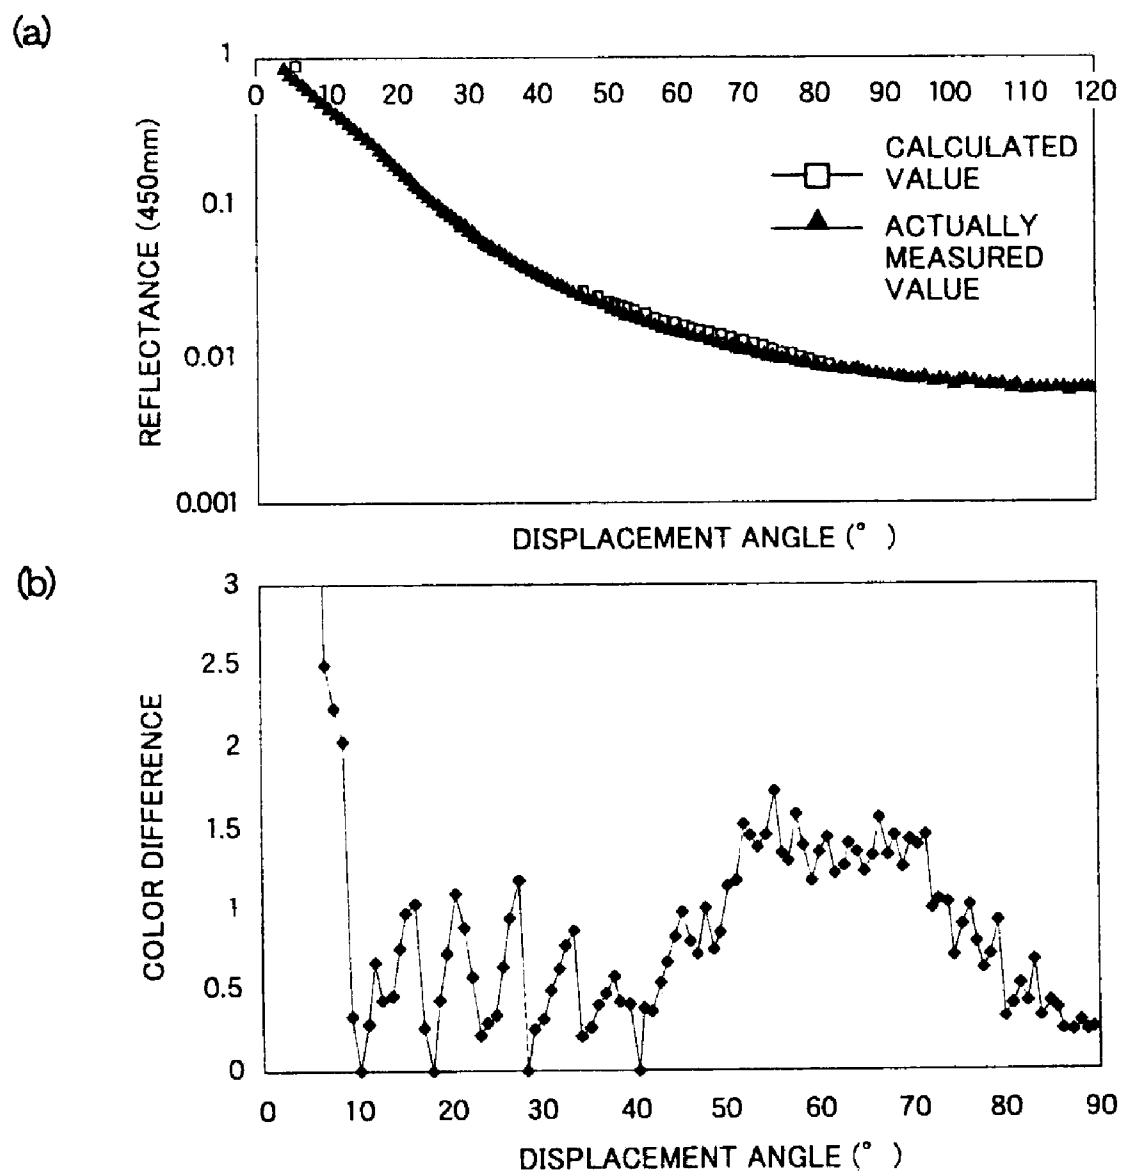 (a)
1
0 10 20 30 40 50 60 70 80 90 100 110 120
CALCULATED
VALUE
ACTUALLY
MEASURED
VALUE
0.1
0.01
0.001
REFLECTANCE (450mm)
DISPLACEMENT ANGLE (° )
(b)
3
2.5
2
1.5
1
0.5
0
COLOR DIFFERENCE
0 10 20 30 40 50 60 70 80 90
DISPLACEMENT ANGLE (° )